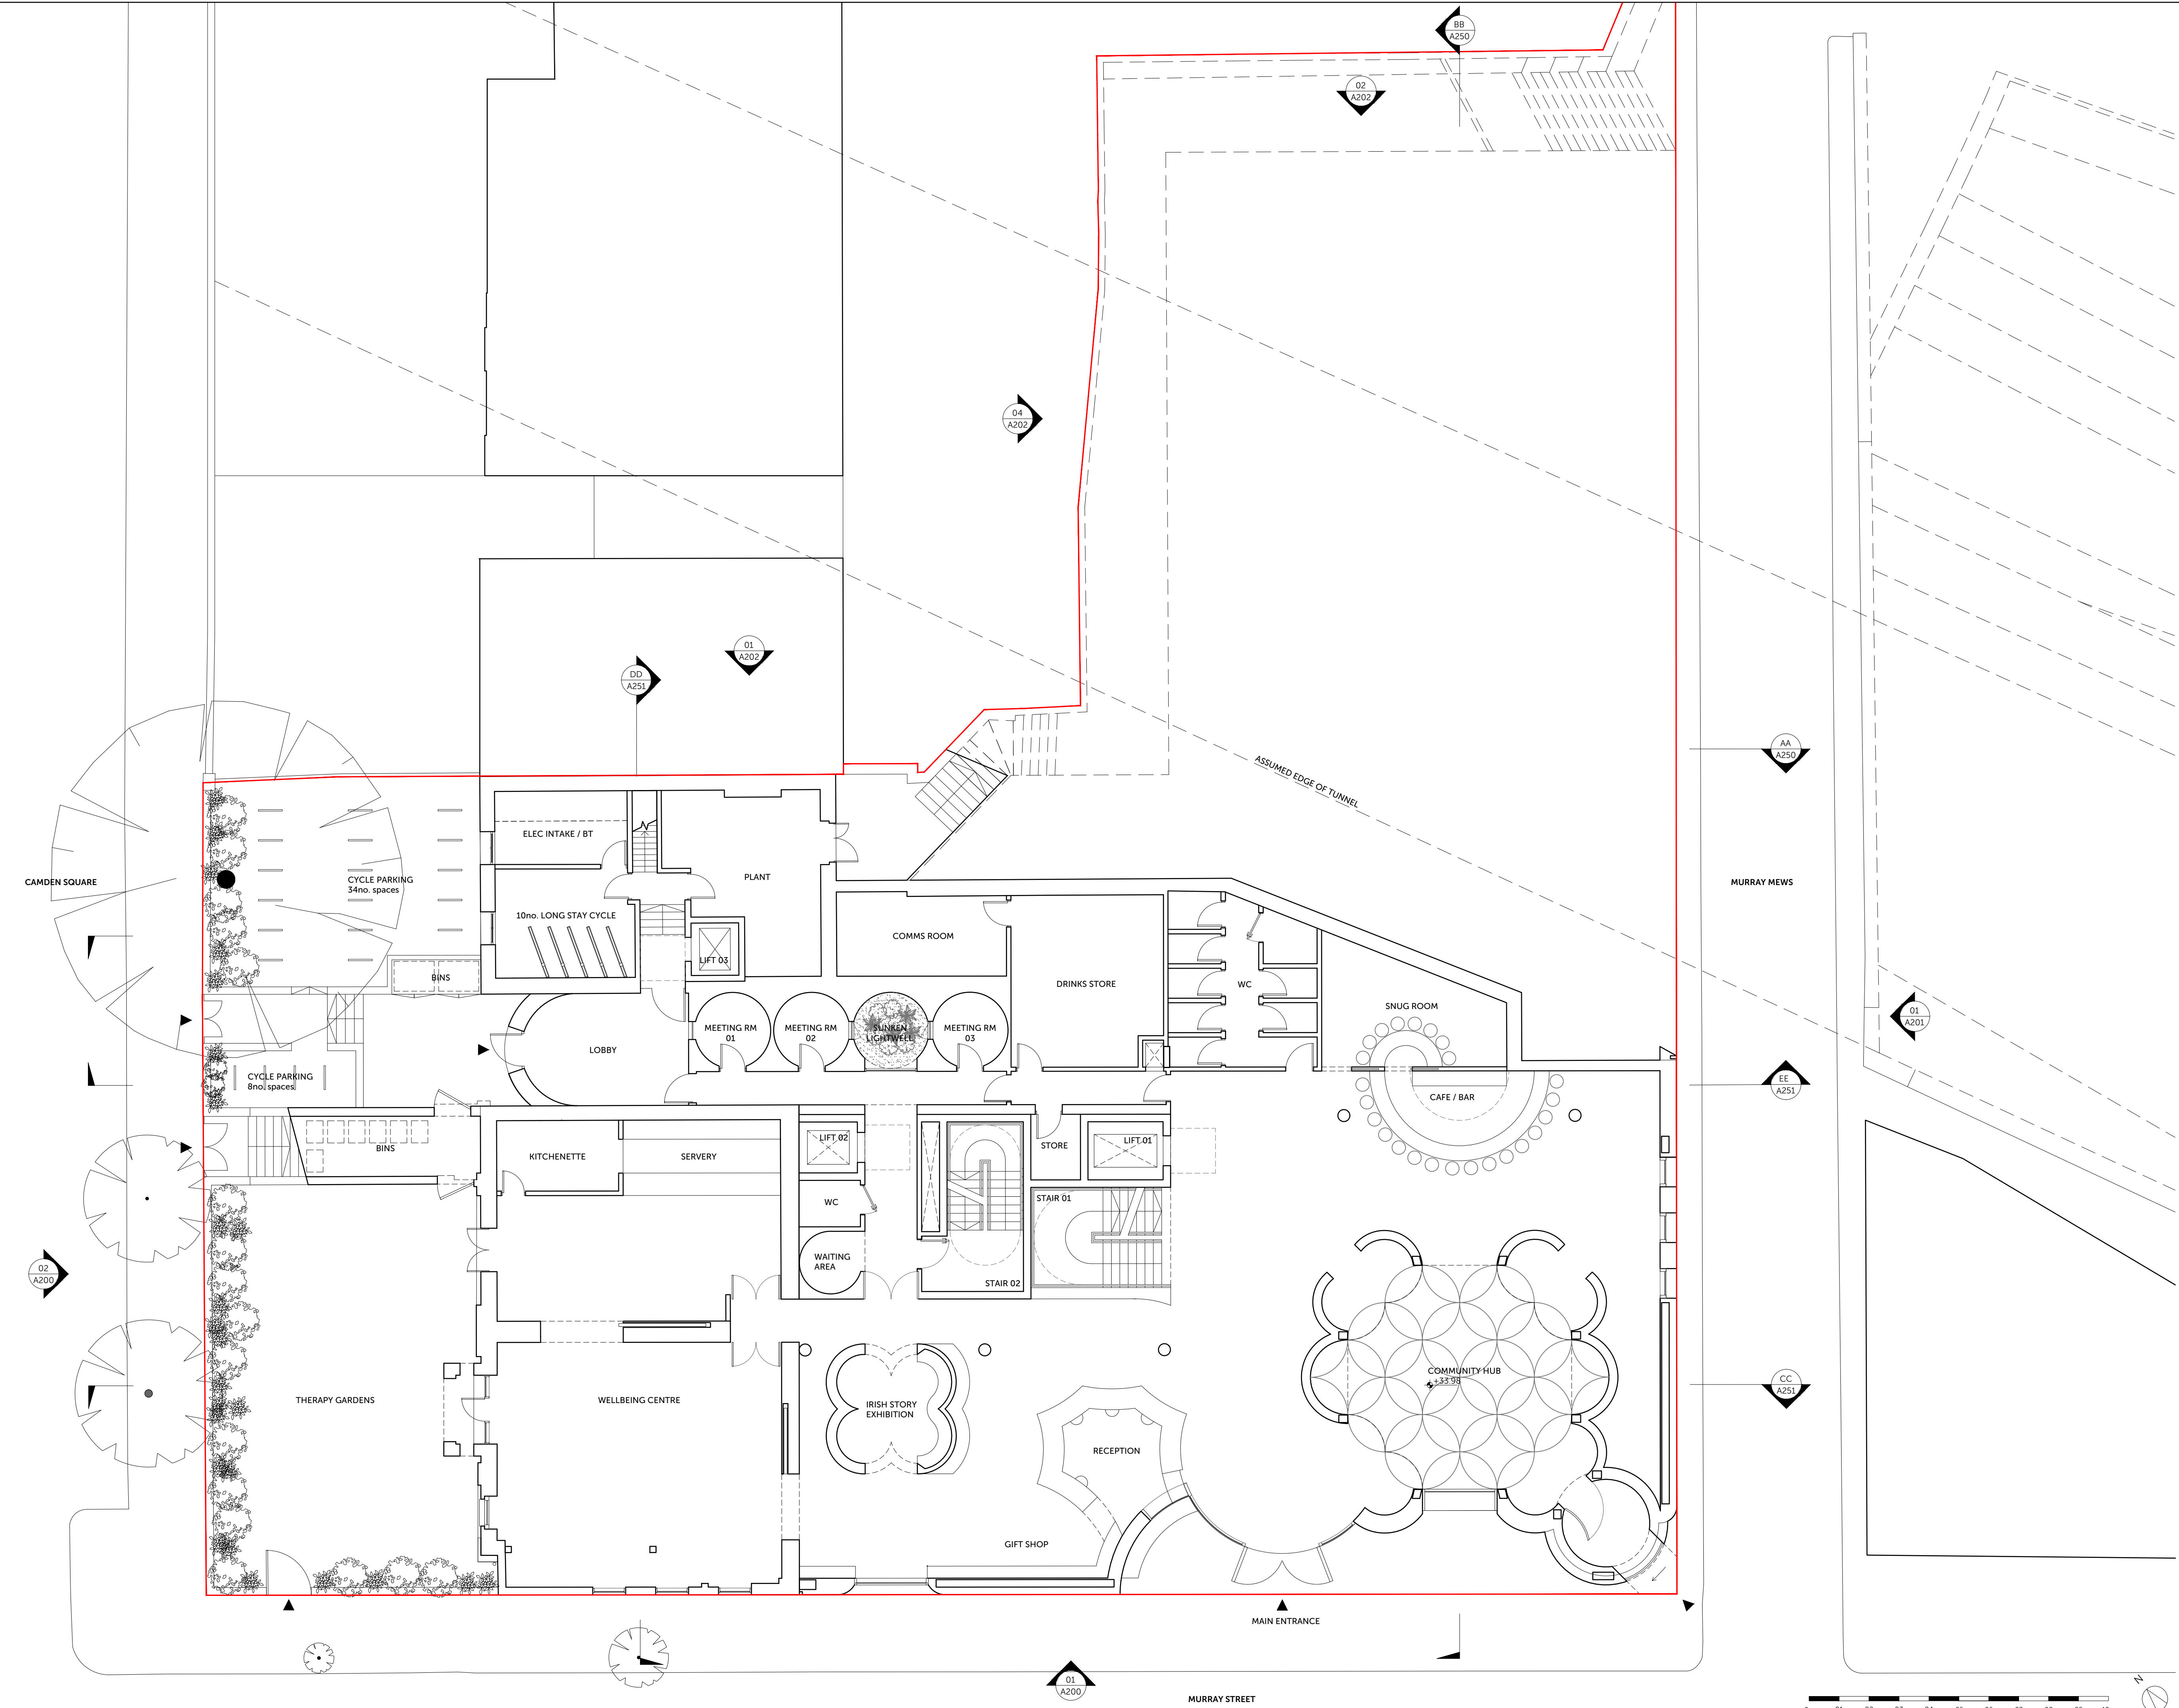 BB
A250
02
A202
04
A202
01
A202
DD
A251
AA
A250
ASSUMED EDGE OF TUNNEL
ELEC INTAKE / BT
CAMDEN SQUARE
CYCLE PARKING
34no. spaces
PLANT
MURRAY MEWS
10no. LONG STAY CYCLE
COMMS ROOM
LIFT 03
BINS
DRINKS STORE
WC
SNUG ROOM
01
A201
MEETING RM
01
MEETING RM
02
SUNKEN
LIGHTWELL
MEETING RM
03
LOBBY
CYCLE PARKING
8no. spaces
EE
A251
CAFE / BAR
BINS
KITCHENETTE
SERVERY
LIFT 02
STORE
LIFT 01
WC
STAIR 01
WAITING
AREA
STAIR 02
02
A200
COMMUNITY HUB
+33.98
CC
A251
THERAPY GARDENS
WELLBEING CENTRE
IRISH STORY
EXHIBITION
RECEPTION
GIFT SHOP
MAIN ENTRANCE
01
A200
MURRAY STREET
N